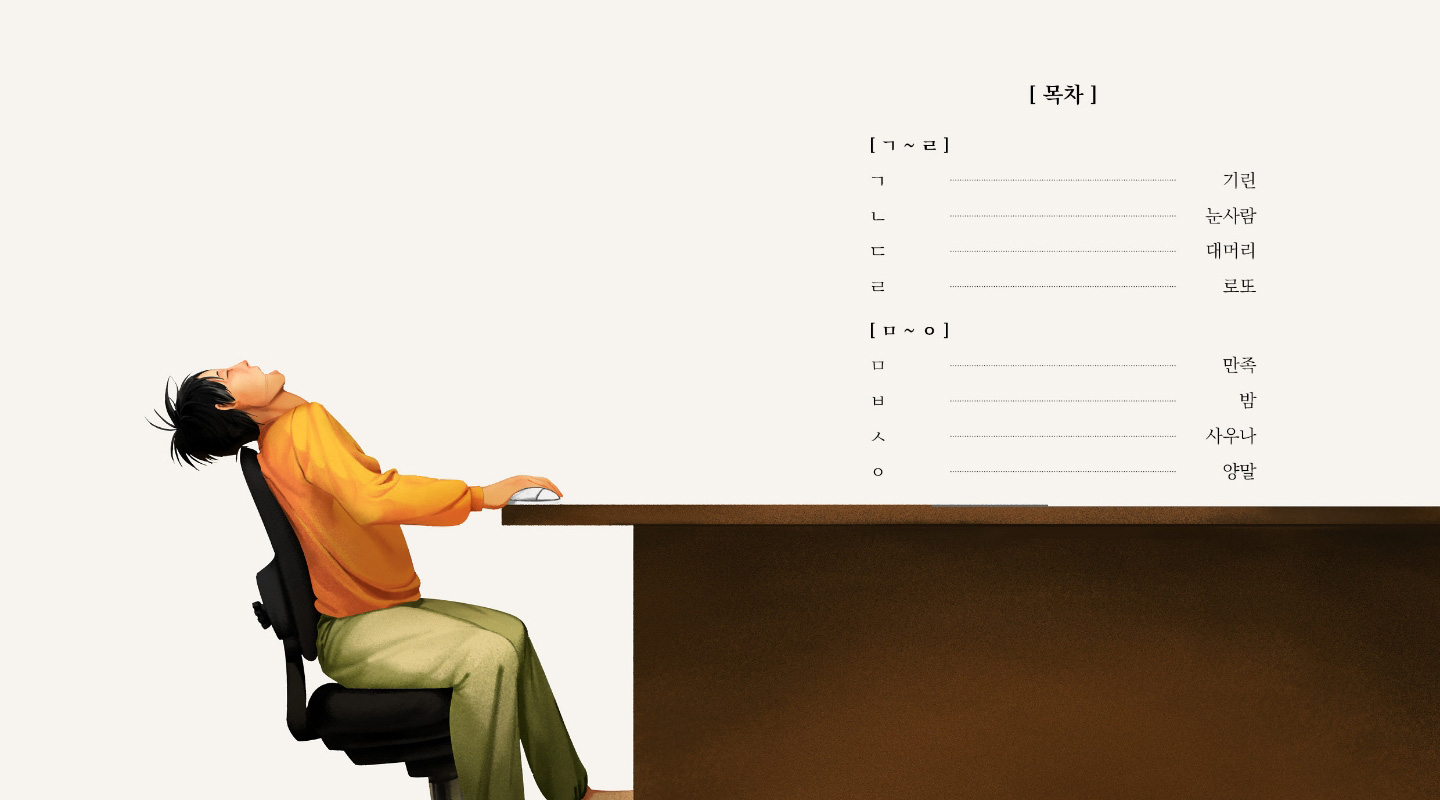 [ 목차 ]
[ ㄱ ~ ㄹ ]
ㄱ 기린
ㄴ 눈사람
ㄷ 대머리
ㄹ 로또
[ ㅁ ~ ㅇ ]
ㅁ 만족
ㅂ 밤
ㅅ 사우나
ㅇ 양말